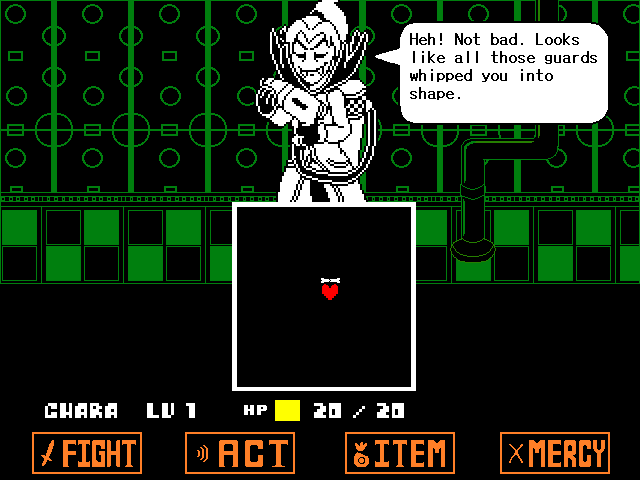 Heh! Not bad. Looks
like all those guards
whipped you into
shape.
CHARA LV 1 HP 20 / 20
FIGHT ACT ITEM MERCY